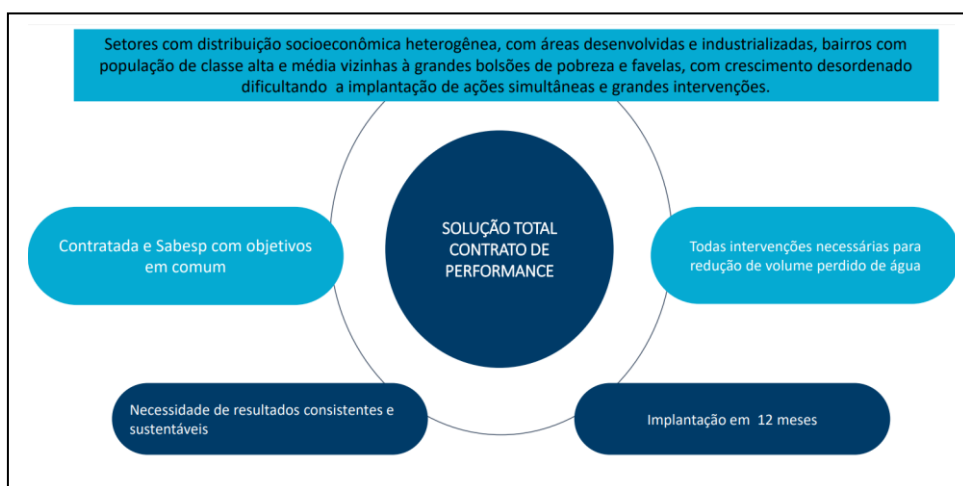 Setores com distribuição socioeconômica heterogênea, com áreas desenvolvidas e industrializadas, bairros com
população de classe alta e média vizinhas à grandes bolsões de pobreza e favelas, com crescimento desordenado
dificultando a implantação de ações simultâneas e grandes intervenções.
SOLUÇÃO TOTAL
CONTRATO DE
PERFORMANCE
Contratada e Sabesp com objetivos
em comum
Todas intervenções necessárias para
redução de volume perdido de água
Necessidade de resultados consistentes e
sustentáveis
Implantação em 12 meses